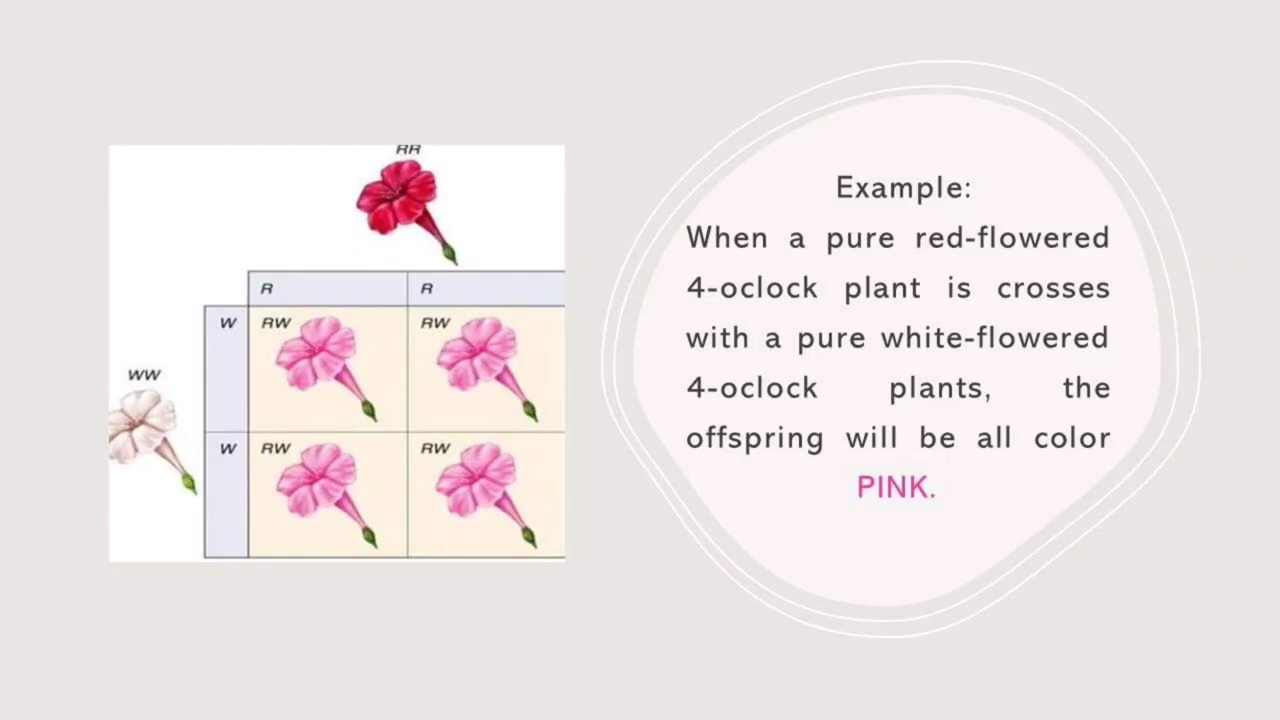 RR
R R
W RW RW
WW
W RW RW
Example:
When a pure red-flowered
4-oclock plant is crosses
with a pure white-flowered
4-oclock plants, the
offspring will be all color
PINK.